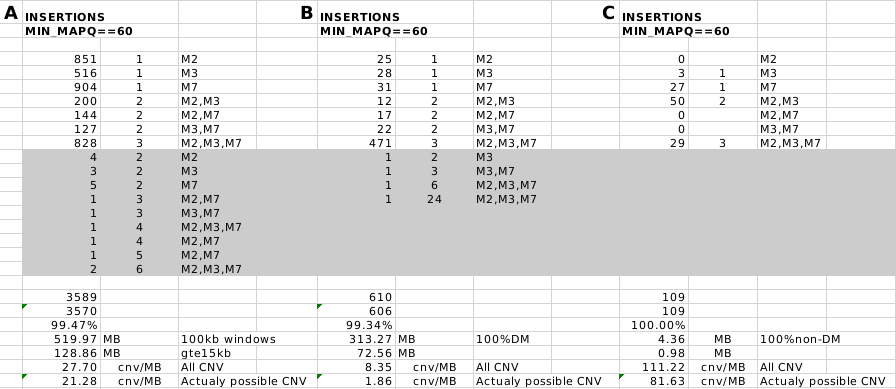 A INSERTIONS B INSERTIONS C INSERTIONS
MIN_MAPQ==60 MIN_MAPQ==60 MIN_MAPQ==60
851 1 M2 25 1 M2 0 M2
516 1 M3 28 1 M3 3 1 M3
904 1 M7 31 1 M7 27 1 M7
200 2 M2,M3 12 2 M2,M3 50 2 M2,M3
144 2 M2,M7 17 2 M2,M7 0 M2,M7
127 2 M3,M7 22 2 M3,M7 0 M3,M7
828 3 M2,M3,M7 471 3 M2,M3,M7 29 3 M2,M3,M7
4 2 M2 1 2 M3
3 2 M3 1 3 M3,M7
5 2 M7 1 6 M2,M3,M7
1 3 M2,M7 1 24 M2,M3,M7
1 3 M3,M7
1 4 M2,M3,M7
1 4 M2,M7
1 5 M2,M7
2 6 M2,M3,M7
3589 610 109
3570 606 109
99.47% 99.34% 100.00%
519.97 MB 100kb windows 313.27 MB 100%DM 4.36 MB 100%non-DM
128.86 MB gte15kb 72.56 MB 0.98 MB
27.70 cnv/MB All CNV 8.35 cnv/MB All CNV 111.22 cnv/MB All CNV
21.28 cnv/MB Actualy possible CNV 1.86 cnv/MB Actualy possible CNV 81.63 cnv/MB Actualy possible CNV